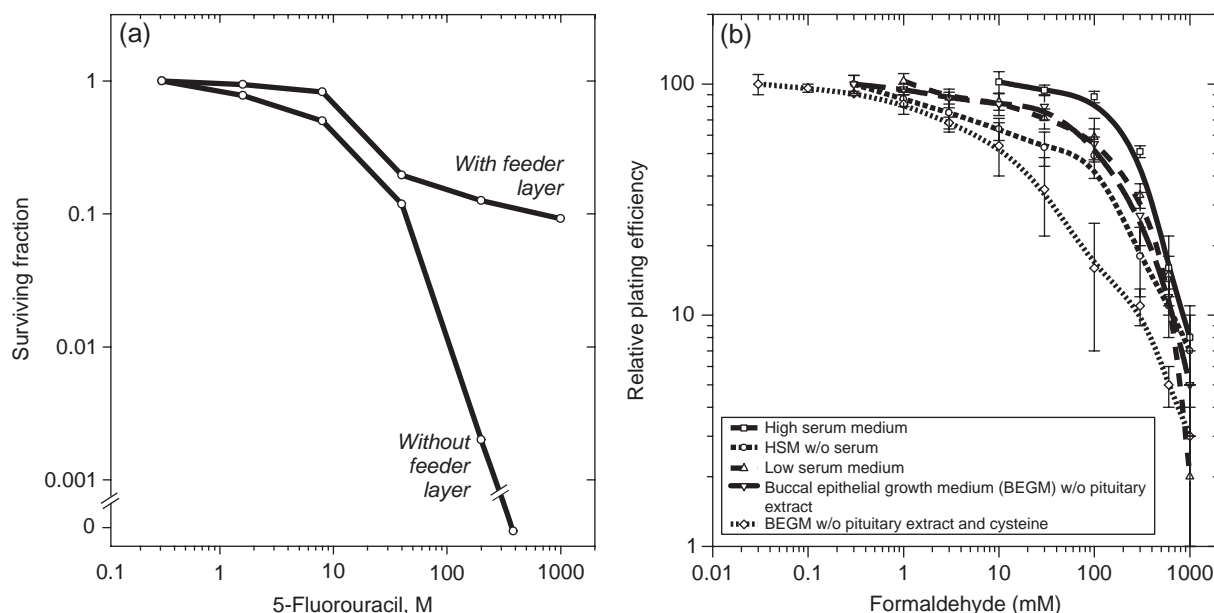 (a)
Surviving fraction
1
0.1
0.01
0.001
0
With feeder
layer
Without
feeder
layer
0.1
1
10
100
1000
5-Fluorouracil, M
(b)
Relative plating efficiency
100
10
1
High serum medium
HSM w/o serum
Low serum medium
Buccal epithelial growth medium (BEGM) w/o pituitary
extract
BEGM w/o pituitary extract and cysteine
0.01
0.1
1
10
100
1000
Formaldehyde (mM)